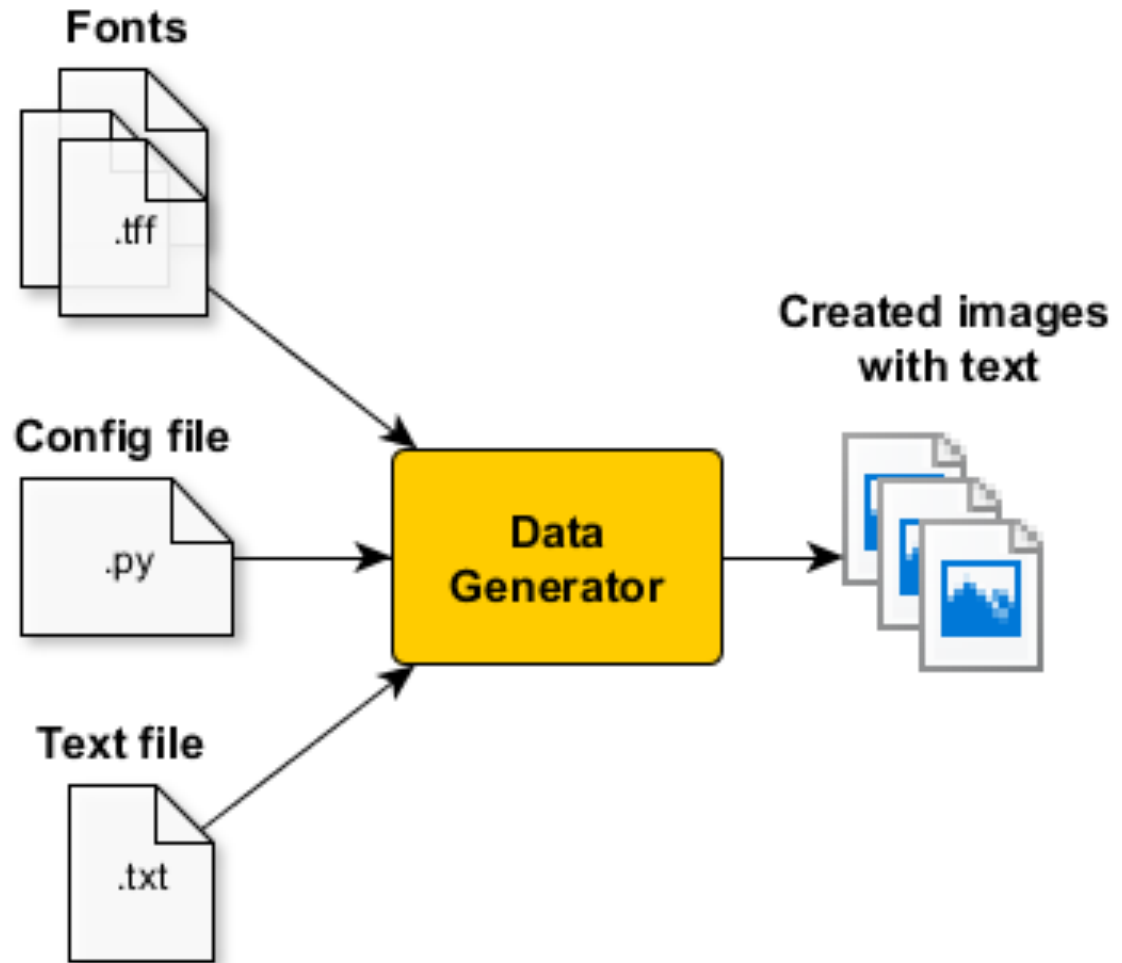 Fonts
.tff
Created images
with text
Config file
.py
Data
Generator
Text file
.txt